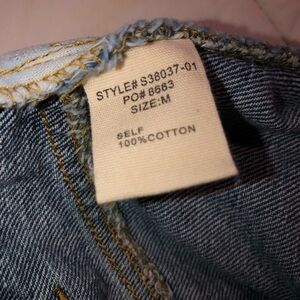 STYLE# S38037-01
PO# 8663
SIZE:M
SELF
100%COTTON